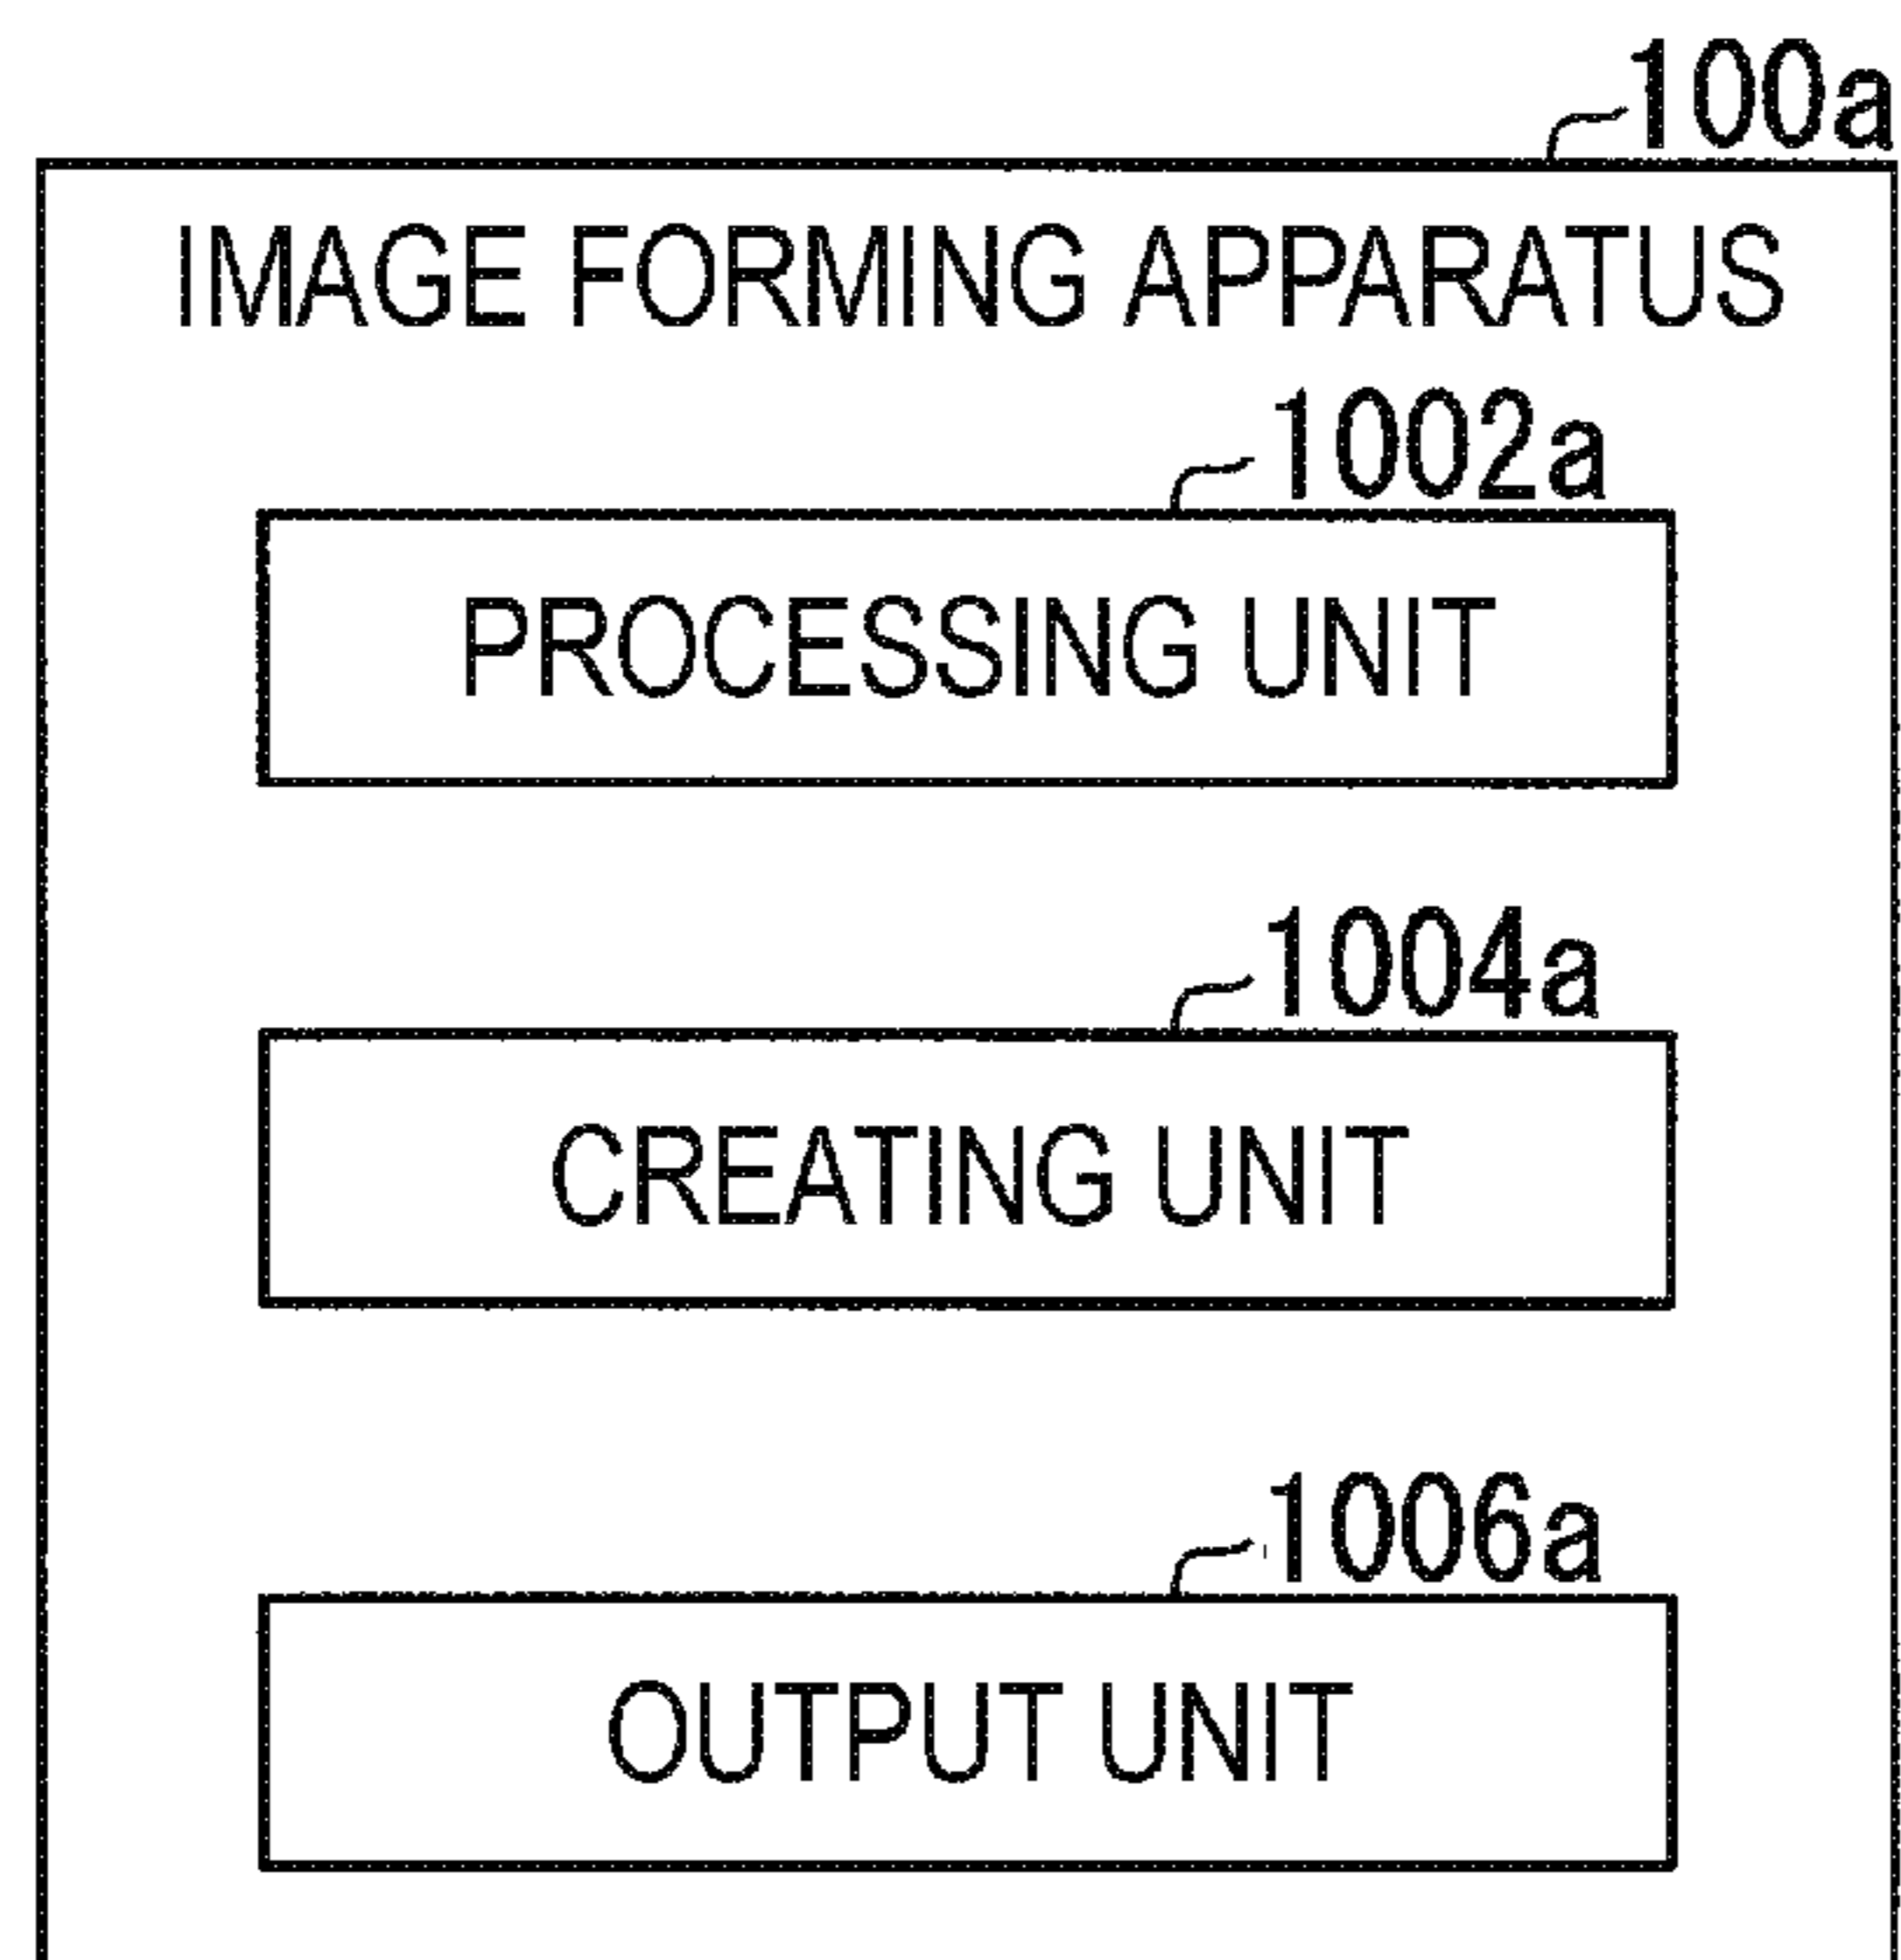 100a
IMAGE FORMING APPARATUS
1002a
PROCESSING UNIT
1004a
CREATING UNIT
1006a
OUTPUT UNIT